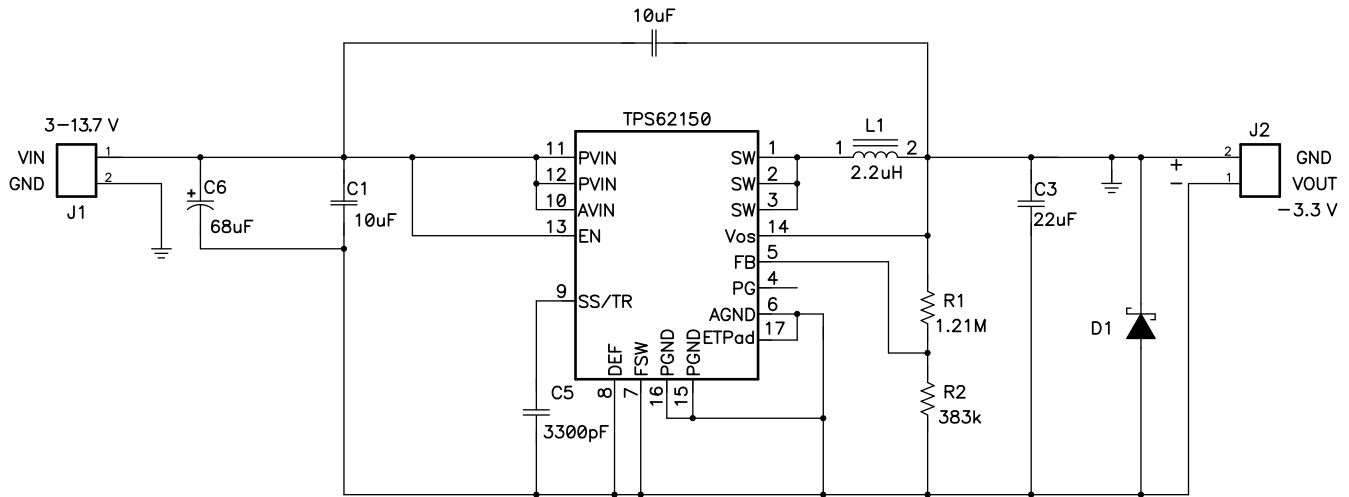 10uF
3-13.7 V
VIN
GND
1
2
J1
+
C6
68uF
C1
10uF
TPS62150
11
PVIN
12
PVIN
10
AVIN
13
EN
9
SS/TR
SW
1
SW
2
SW
3
Vos
14
FB
5
PG
4
AGND
6
ETPad
17
DEF
FSW
PGND
PGND
8
7
16
15
C5
3300pF
L1
1
2
2.2uH
R1
1.21M
R2
383k
C3
22uF
D1
+
-
J2
2
1
GND
VOUT
-3.3 V